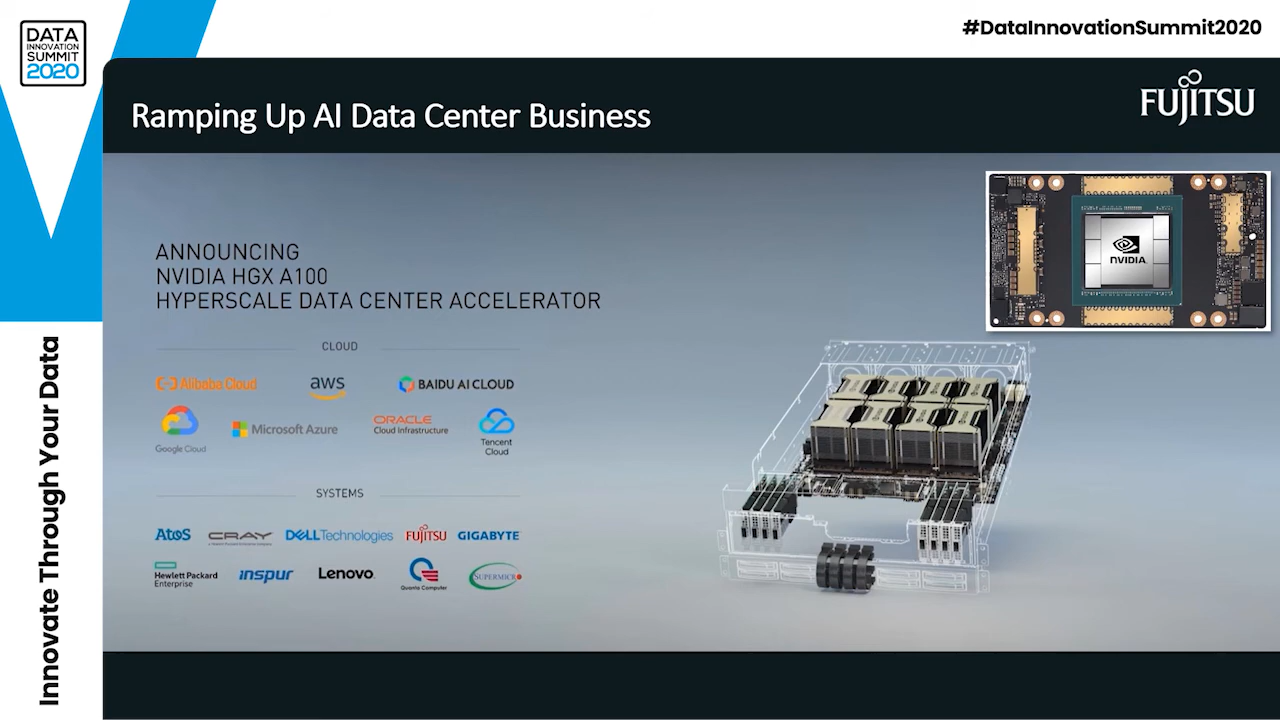 DATA
INNOVATION
SUMMIT
2020
#DataInnovationSummit2020
Ramping Up AI Data Center Business
FUJITSU
ANNOUNCING
NVIDIA HGX A100
HYPERSCALE DATA CENTER ACCELERATOR
NVIDIA
CLOUD
Alibaba Cloud
aws
BAIDU AI CLOUD
Google Cloud
Microsoft Azure
ORACLE
Cloud Infrastructure
Tencent
Cloud
SYSTEMS
Atos
CRAY
DELL Technologies
FUJITSU
GIGABYTE
Hewlett Packard
Enterprise
inspur
Lenovo
Quanta Computer
SUPERMICRO
Innovate Through Your Data